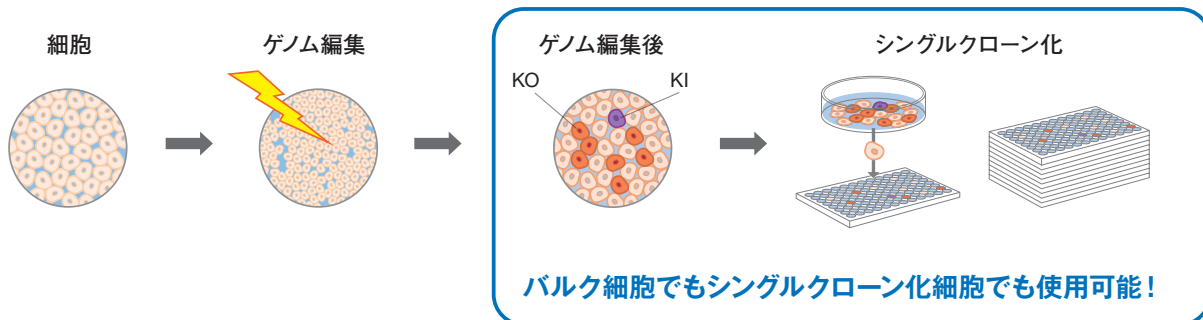 細胞
ゲノム編集
ゲノム編集後
シングルクローン化
KO
KI
バルク細胞でもシングルクローン化細胞でも使用可能！